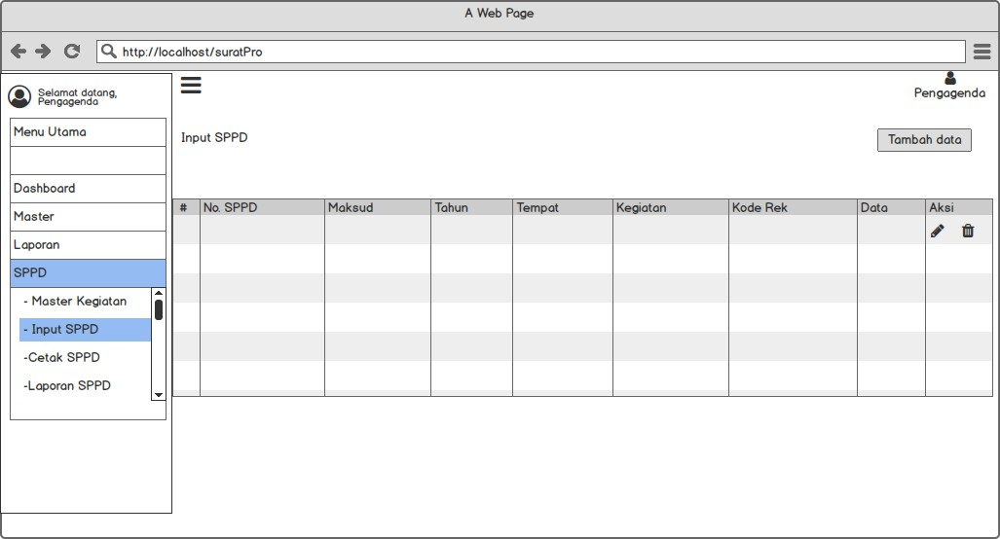 A Web Page
http://localhost/suratPro
Selamat datang,
Pengagenda
Pengagenda
Menu Utama
Dashboard
Master
Laporan
SPPD
- Master Kegiatan
- Input SPPD
-Cetak SPPD
-Laporan SPPD
Input SPPD
Tambah data
# No. SPPD Maksud Tahun Tempat Kegiatan Kode Rek Data Aksi